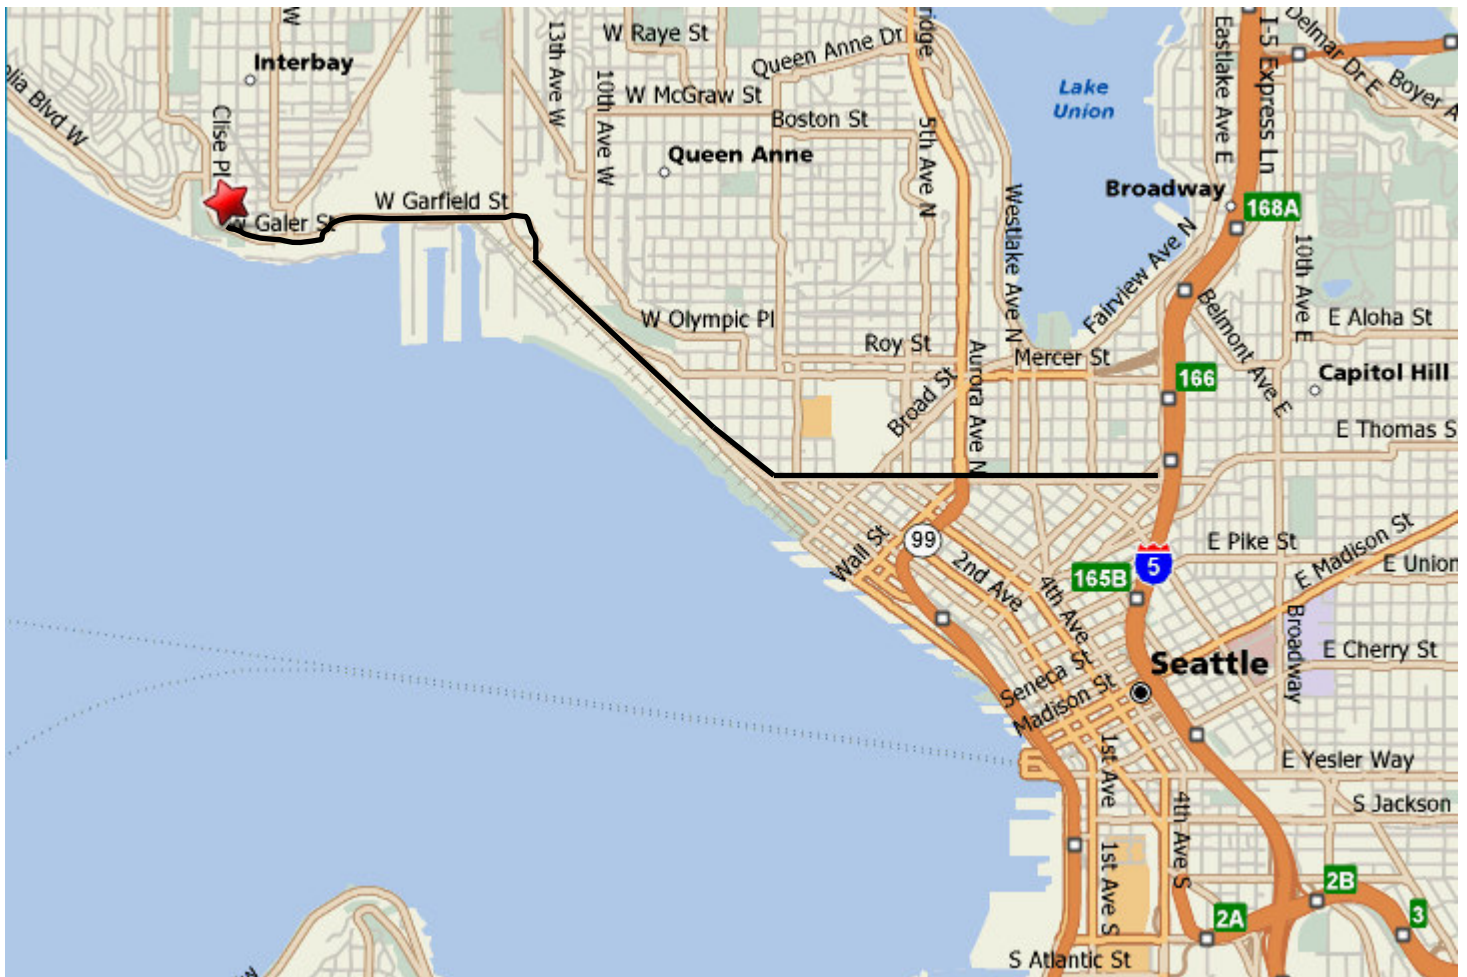 W
W Raye St
Queen Anne Dr
ridge
Eastlake Ave E
I-5 Express Ln
Delmar Dr E
Boyer A
Interbay
13th Ave W
10th Ave W
W McGraw St
Boston St
5th Ave N
Lake
Union
olia Blvd W
Clise Pl
Queen Anne
Broadway
168A
W Garfield St
W Galer St
Westlake Ave N
Fairview Ave N
10th Ave E
Belmont Ave E
E Aloha St
W Olympic Pl
Roy St
Aurora Ave N
Mercer St
166
Capitol Hill
Broad St
E Thomas S
Wall St
99
2nd Ave
4th Ave
165B
5
E Pike St
E Madison St
E Union
Broadway
E Cherry St
Seattle
Seneca St
Madison St
1st Ave
E Yesler Way
4th Ave S
S Jackson
1st Ave S
2B
2A
3
S Atlantic St
W